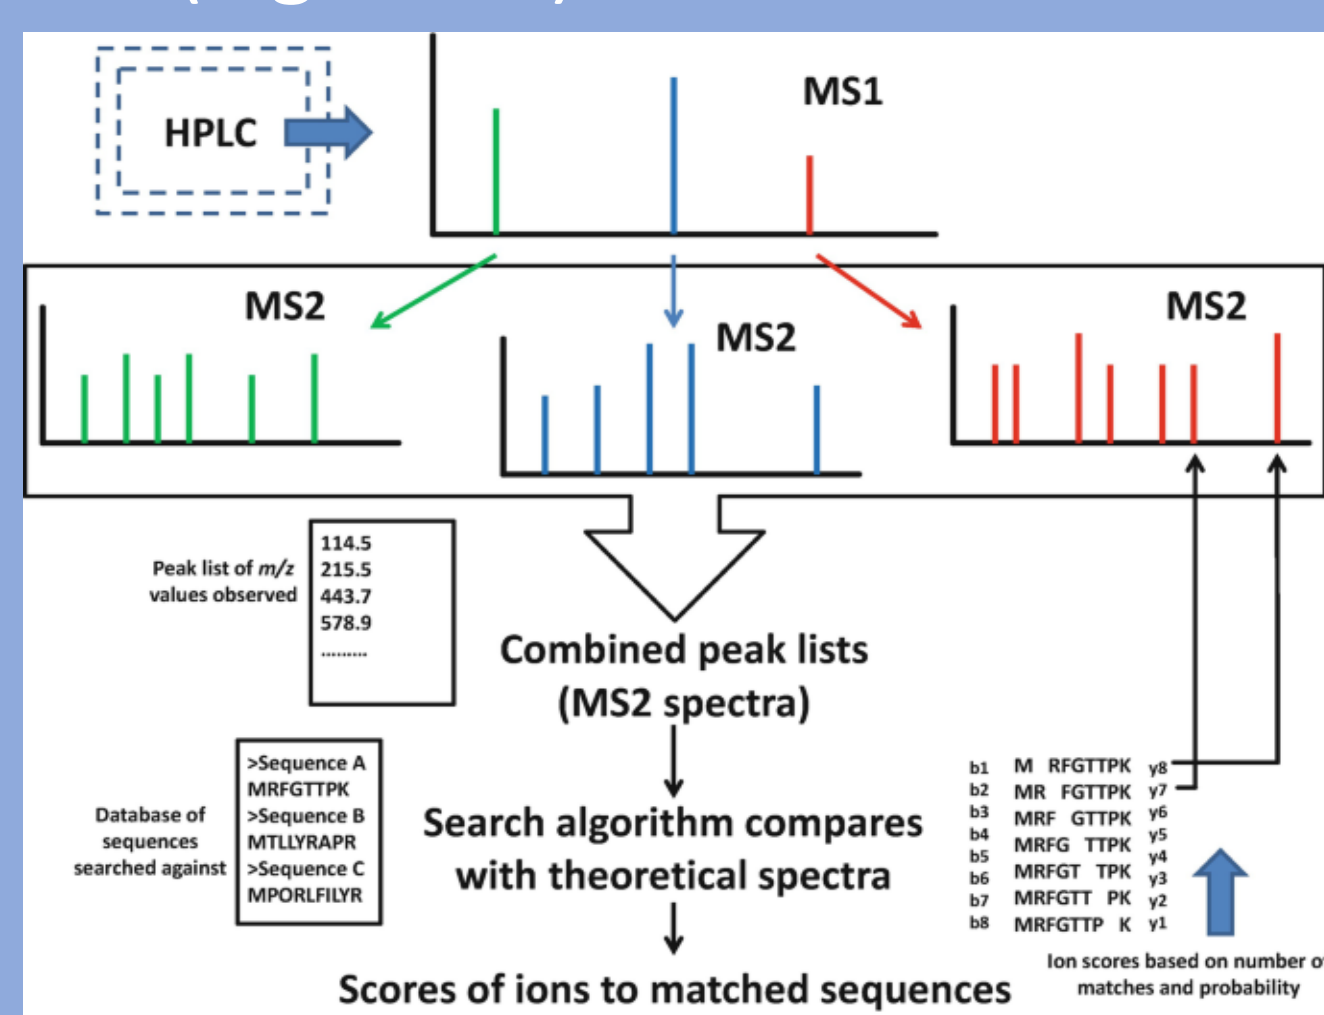 HPLC
MS1
MS2
MS2
MS2
114.5
215.5
443.7
578.9
.........
Peak list of m/z
values observed
Combined peak lists
(MS2 spectra)
>Sequence A
MRFGTTPK
>Sequence B
MTLLYRAPR
>Sequence C
MPORLFILYR
Database of
sequences
searched against
Search algorithm compares
with theoretical spectra
b1 M RFGTTPK y8
b2 MR FGTTPK y7
b3 MRF GTTPK y6
b4 MRFG TTPK y5
b5 MRFGT TPK y4
b6 MRFGTT PK y3
b7 MRFGTTP K y2
b8 y1
Ion scores based on number
matches and probability
Scores of ions to matched sequences